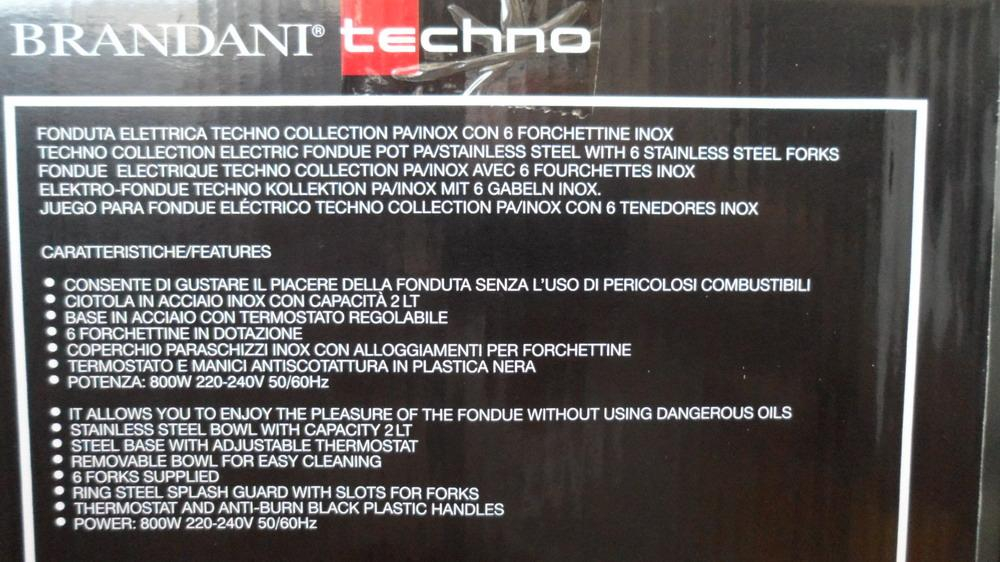 BRANDANI® techno
FONDUTA ELETTRICA TECHNO COLLECTION PA/INOX CON 6 FORCHETTINE INOX
TECHNO COLLECTION ELECTRIC FONDUE POT PA/STAINLESS STEEL WITH 6 STAINLESS STEEL FORKS
FONDUE ELECTRIQUE TECHNO COLLECTION PA/INOX AVEC 6 FOURCHETTES INOX
ELEKTRO-FONDUE TECHNO KOLLEKTION PA/INOX MIT 6 GABELN INOX.
JUEGO PARA FONDUE ELÉCTRICO TECHNO COLLECTION PA/INOX CON 6 TENEDORES INOX
CARATTERISTICHE/FEATURES
• CONSENTE DI GUSTARE IL PIACERE DELLA FONDUTA SENZA L'USO DI PERICOLOSI COMBUSTIBILI
• CIOTOLA IN ACCIAIO INOX CON CAPACITÀ 2 LT
• BASE IN ACCIAIO CON TERMOSTATO REGOLABILE
• 6 FORCHETTINE IN DOTAZIONE
• COPERCHIO PARASCHIZZI INOX CON ALLOGGIAMENTI PER FORCHETTINE
• TERMOSTATO E MANICI ANTISCOTTATURA IN PLASTICA NERA
• POTENZA: 800W 220-240V 50/60Hz
• IT ALLOWS YOU TO ENJOY THE PLEASURE OF THE FONDUE WITHOUT USING DANGEROUS OILS
• STAINLESS STEEL BOWL WITH CAPACITY 2 LT
• STEEL BASE WITH ADJUSTABLE THERMOSTAT
• REMOVABLE BOWL FOR EASY CLEANING
• 6 FORKS SUPPLIED
• RING STEEL SPLASH GUARD WITH SLOTS FOR FORKS
• THERMOSTAT AND ANTI-BURN BLACK PLASTIC HANDLES
• POWER: 800W 220-240V 50/60Hz